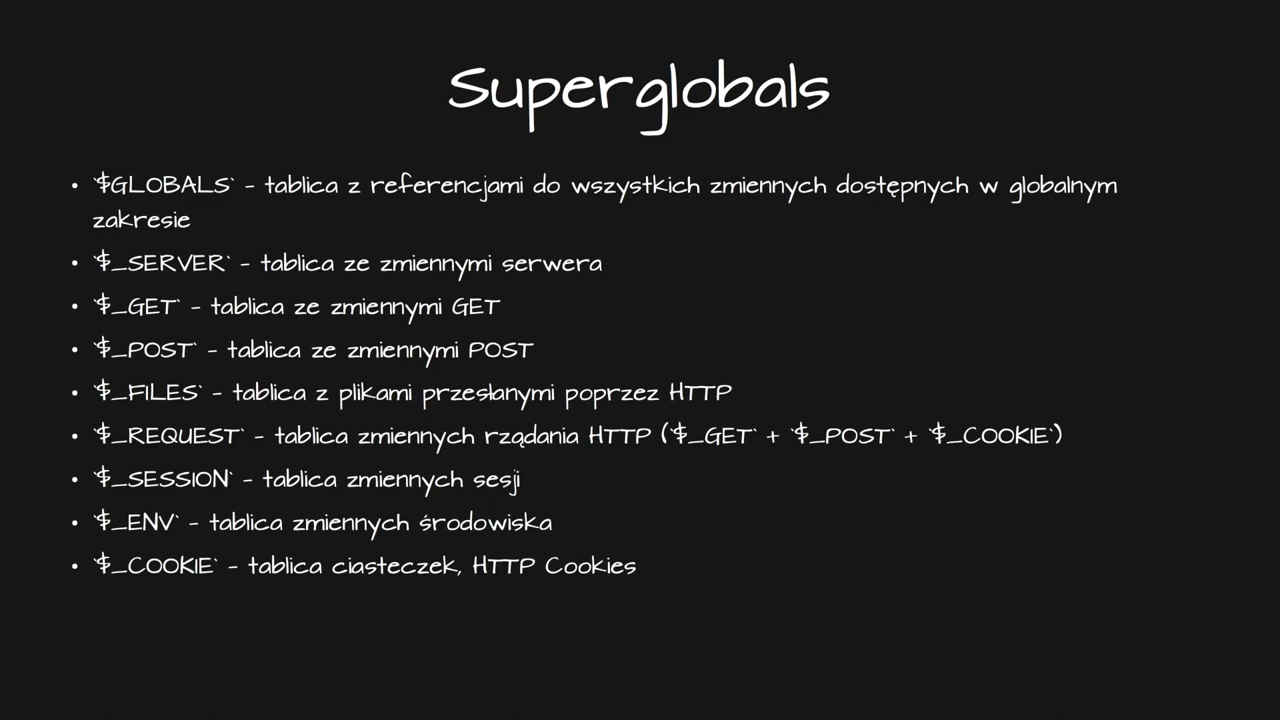 Superglobals
• `$GLOBALS` - tablica z referencjami do wszystkich zmiennych dostępnych w globalnym
zakresie
• `$_SERVER` - tablica ze zmiennymi serwera
• `$_GET` - tablica ze zmiennymi GET
• `$_POST` - tablica ze zmiennymi POST
• `$_FILES` - tablica z plikami przesłanymi poprzez HTTP
• `$_REQUEST` - tablica zmiennych rządania HTTP (`$_GET` + `$_POST` + `$_COOKIE`)
• `$_SESSION` - tablica zmiennych sesji
• `$_ENV` - tablica zmiennych środowiska
• `$_COOKIE` - tablica ciasteczek, HTTP Cookies